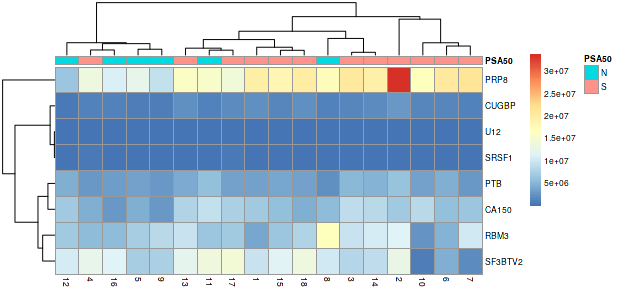 PSA50
PSA50
N
S
3e+07
2.5e+07
2e+07
1.5e+07
1e+07
5e+06
PRP8
CUGBP
U12
SRSF1
PTB
CA150
RBM3
SF3BTV2
12 4 16 5 9 13 11 17 1 15 18 8 3 14 2 10 6 7